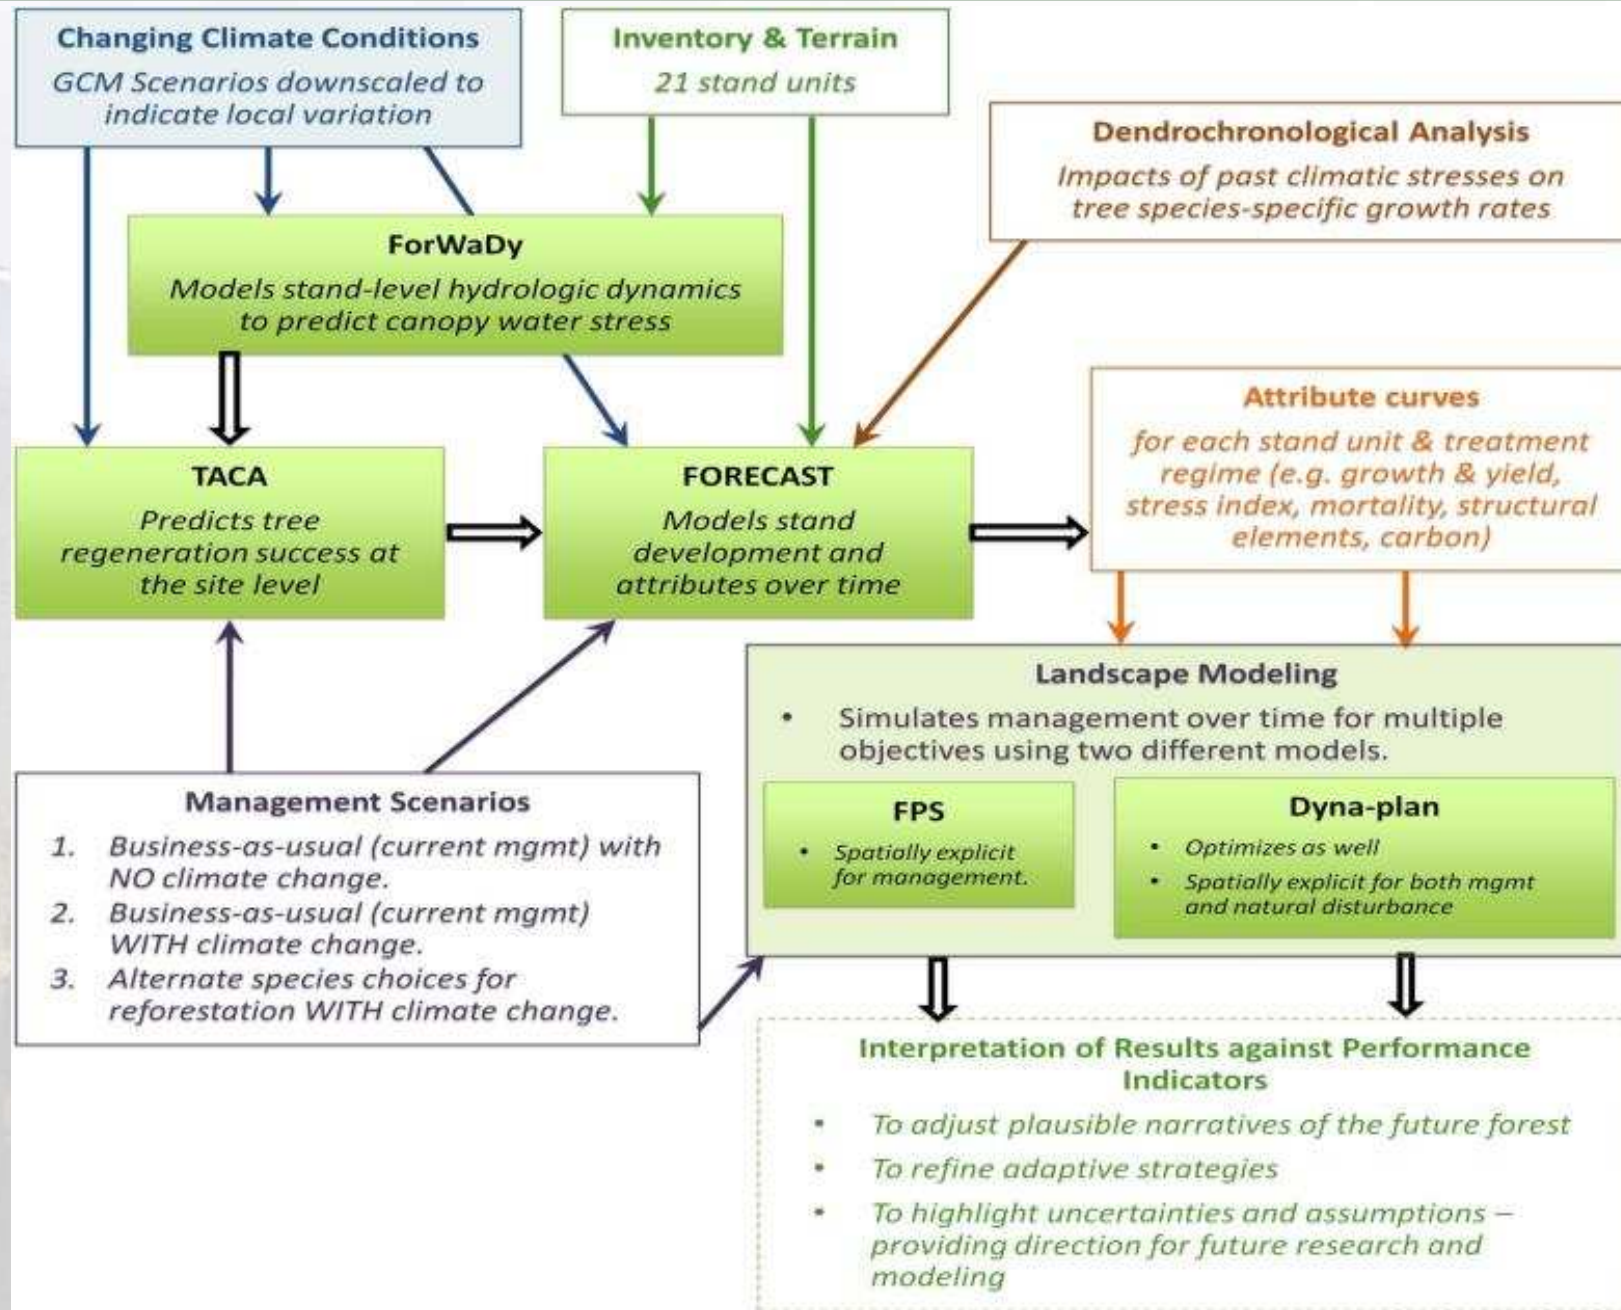 Changing Climate Conditions
GCM Scenarios downscaled to
indicate local variation
Inventory & Terrain
21 stand units
Dendrochronological Analysis
Impacts of past climatic stresses on
tree species-specific growth rates
ForWaDy
Models stand-level hydrologic dynamics
to predict canopy water stress
Attribute curves
for each stand unit & treatment
regime (e.g. growth & yield,
stress index, mortality, structural
elements, carbon)
TACA
Predicts tree
regeneration success at
the site level
FORECAST
Models stand
development and
attributes over time
Landscape Modeling
• Simulates management over time for multiple
objectives using two different models.
FPS
• Spatially explicit
for management.
Dyna-plan
• Optimizes as well
• Spatially explicit for both mgmt
and natural disturbance
Management Scenarios
1. Business-as-usual (current mgmt) with
NO climate change.
2. Business-as-usual (current mgmt)
WITH climate change.
3. Alternate species choices for
reforestation WITH climate change.
Interpretation of Results against Performance
Indicators
• To adjust plausible narratives of the future forest
• To refine adaptive strategies
• To highlight uncertainties and assumptions –
providing direction for future research and
modeling